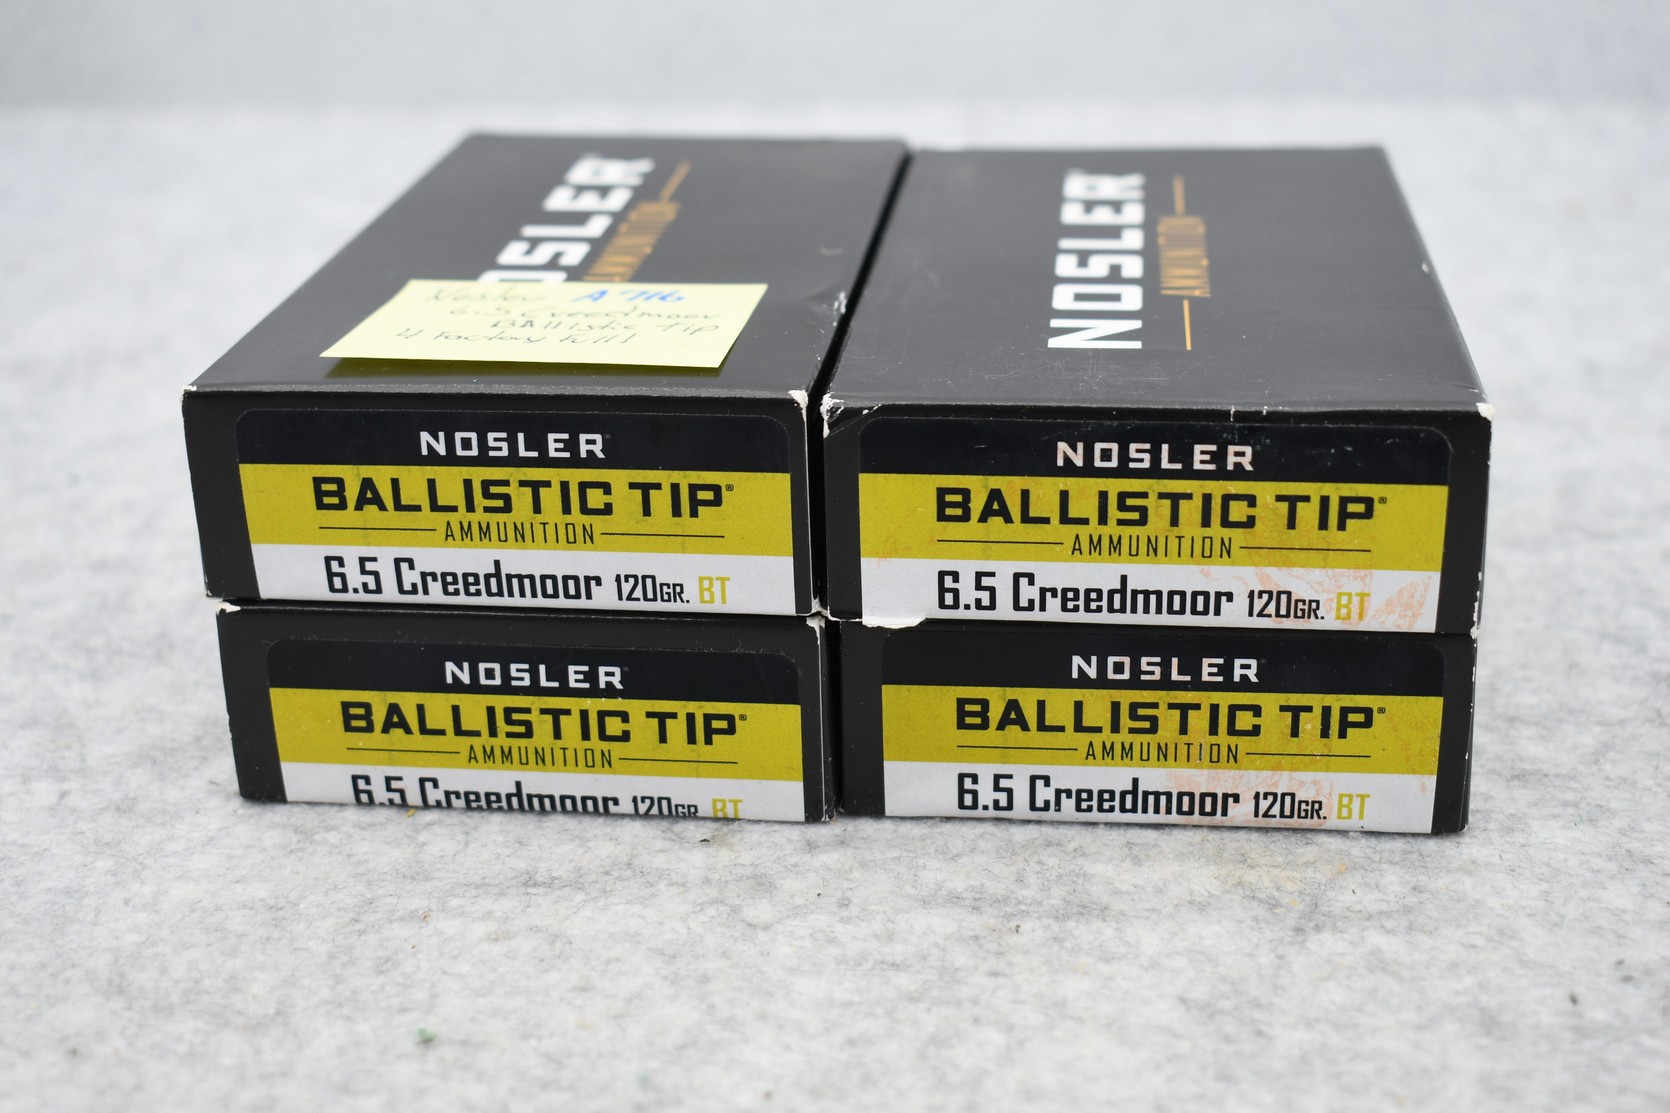 NOSLER
AMMUNITION
NOSLER
AMMUNITION
Nosler A716
6.5 Creedmoor
BAllistic tip
4 Factory Full!
NOSLER
BALLISTIC TIP®
AMMUNITION
6.5 Creedmoor 120GR. BT
NOSLER
BALLISTIC TIP®
AMMUNITION
6.5 Creedmoor 120GR. BT
NOSLER
BALLISTIC TIP®
AMMUNITION
6.5 Creedmoor 120GR. BT
NOSLER
BALLISTIC TIP®
AMMUNITION
6.5 Creedmoor 120GR. BT